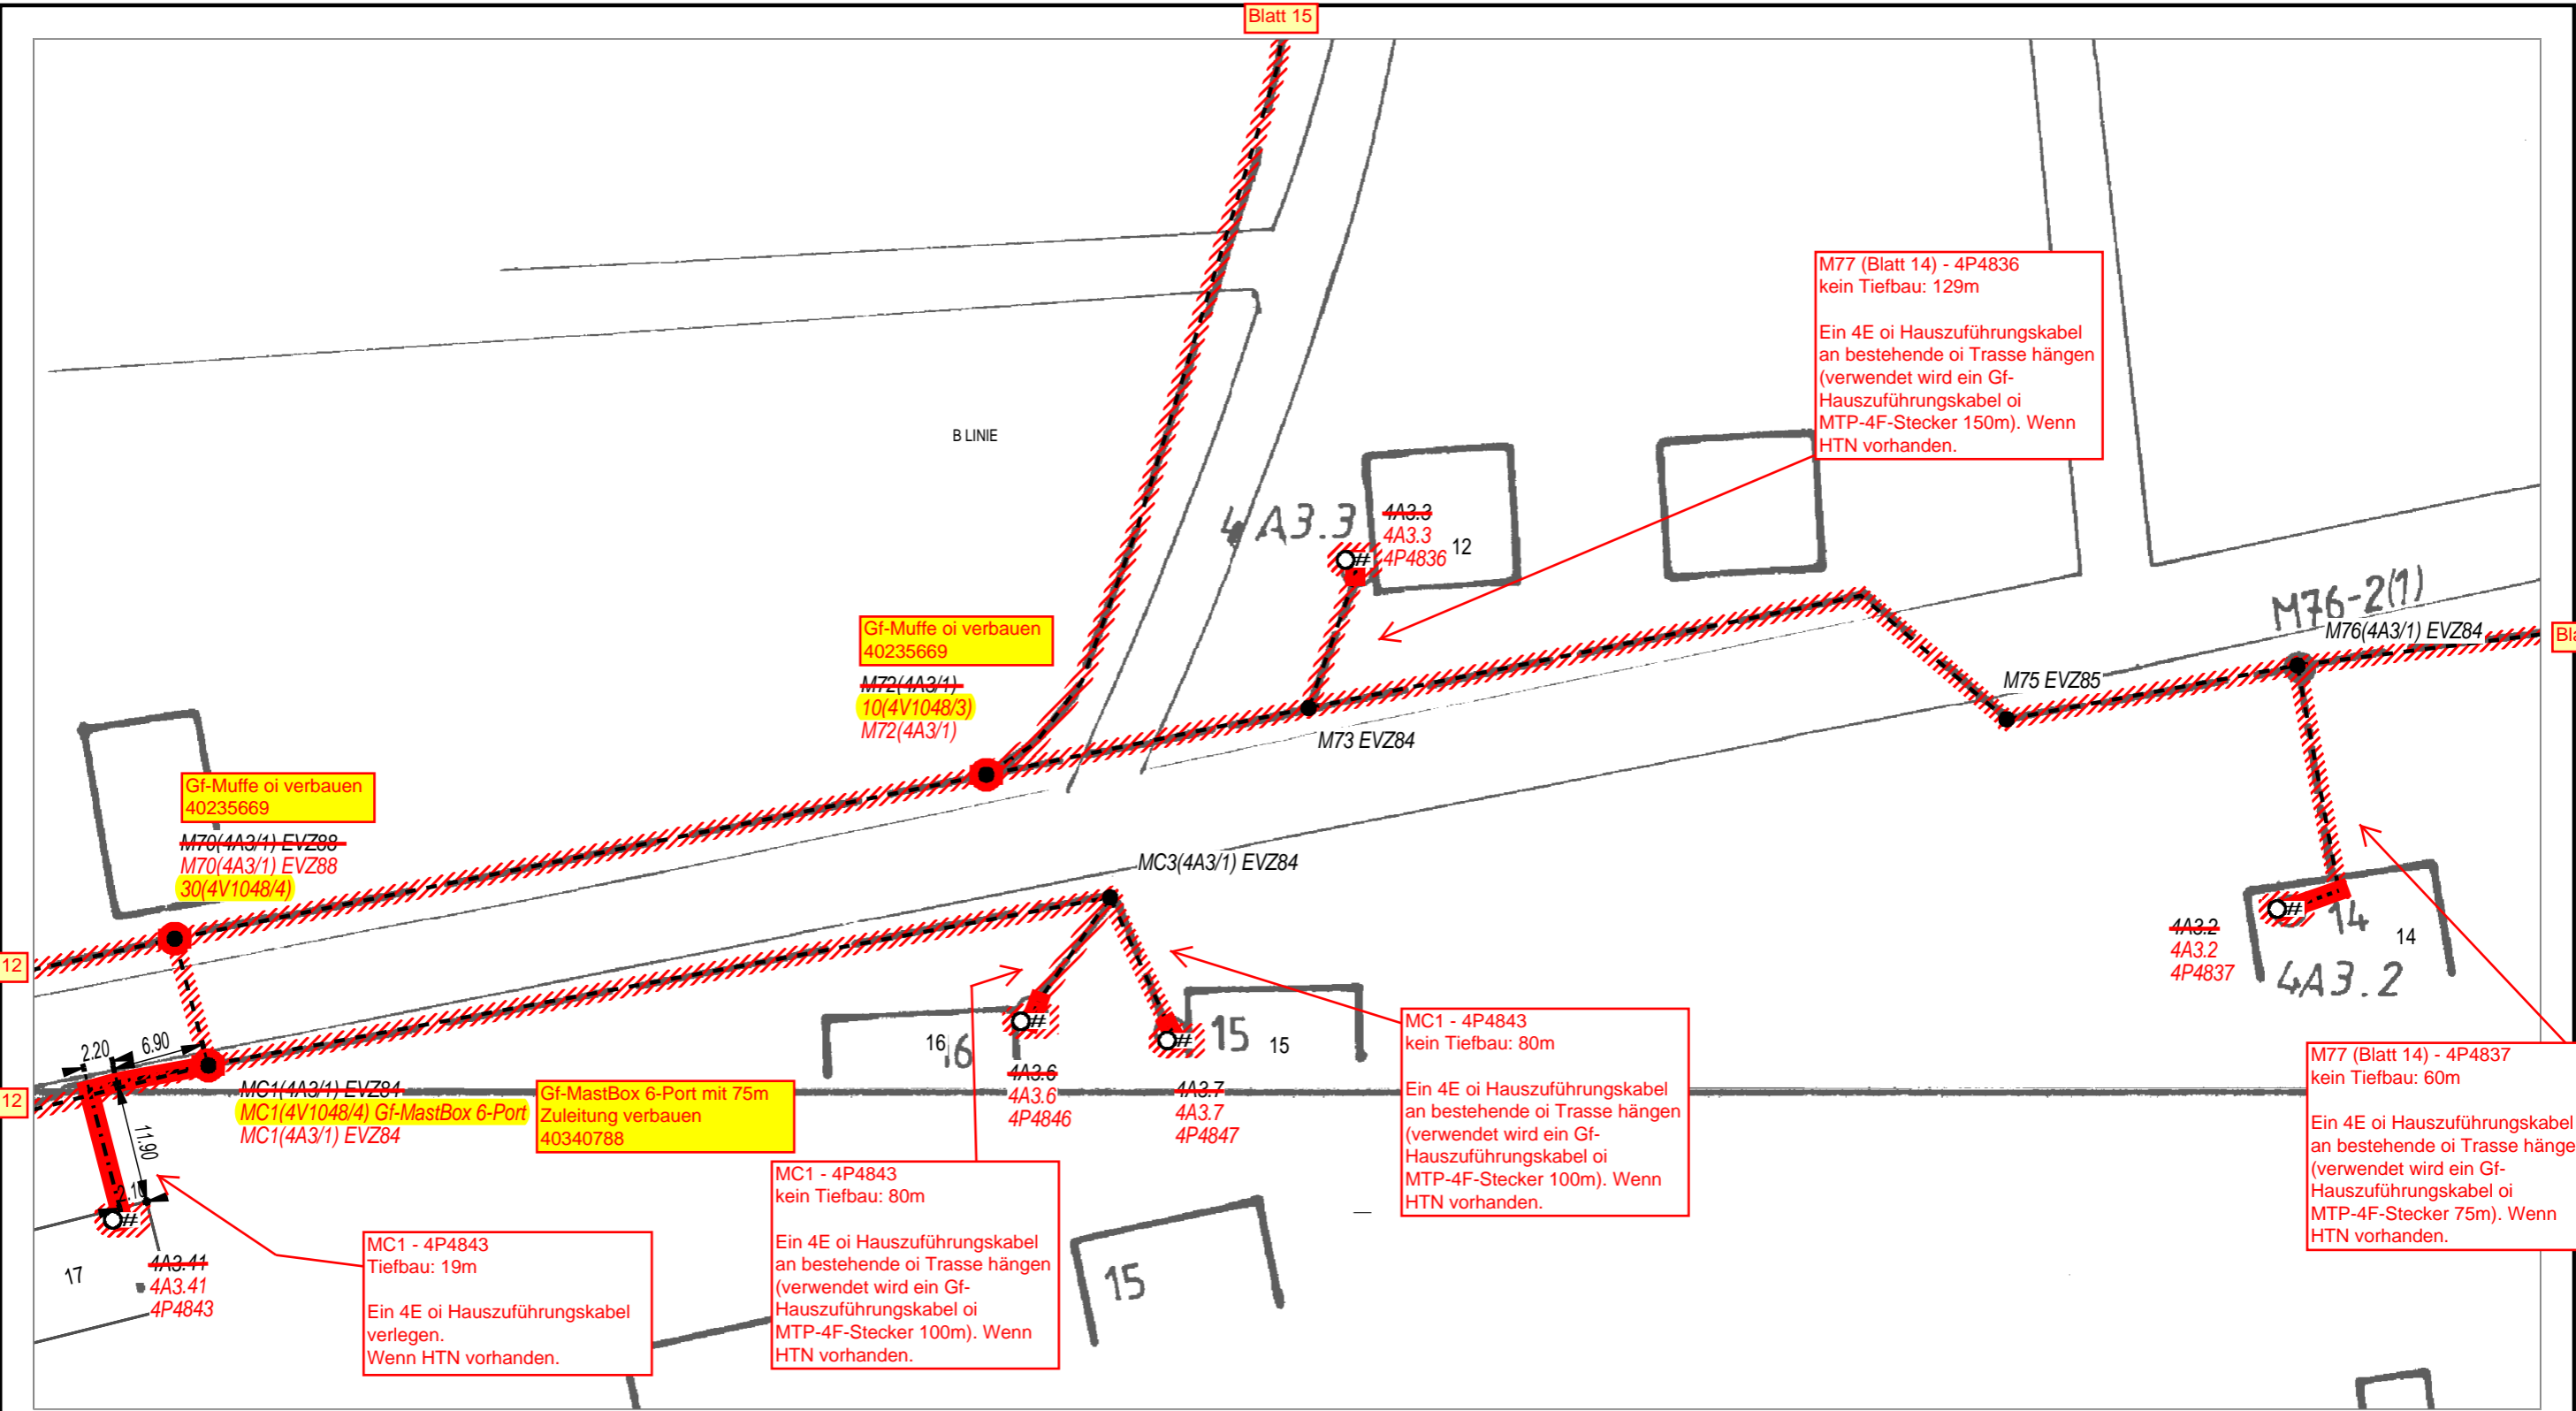 Blatt 15
M77 (Blatt 14) - 4P4836
kein Tiefbau: 129m
Ein 4E oi Hauszuführungskabel
an bestehende oi Trasse hängen
(verwendet wird ein Gf-
Hauszuführungskabel oi
MTP-4F-Stecker 150m). Wenn
HTN vorhanden.
B LINIE
4A3.3
4A3.3
4A3.3
4P4836
12
M76-2(1)
M76(4A3/1) EVZ84
M75 EVZ85
Gf-Muffe oi verbauen
40235669
M72(4A3/1)
10(4V1048/3)
M72(4A3/1)
M73 EVZ84
Gf-Muffe oi verbauen
40235669
M70(4A3/1) EVZ88
M70(4A3/1) EVZ88
30(4V1048/4)
MC3(4A3/1) EVZ84
12
12
2.20
6.90
11.90
MC1(4A3/1) EVZ84
MC1(4V1048/4) Gf-MastBox 6-Port
MC1(4A3/1) EVZ84
Gf-MastBox 6-Port mit 75m
Zuleitung verbauen
40340788
16
4A3.6
4A3.6
4P4846
15
15
4A3.7
4A3.7
4P4847
14
14
4A3.2
4A3.2
4A3.2
4P4837
MC1 - 4P4843
kein Tiefbau: 80m
Ein 4E oi Hauszuführungskabel
an bestehende oi Trasse hängen
(verwendet wird ein Gf-
Hauszuführungskabel oi
MTP-4F-Stecker 100m). Wenn
HTN vorhanden.
M77 (Blatt 14) - 4P4837
kein Tiefbau: 60m
Ein 4E oi Hauszuführungskabel
an bestehende oi Trasse hänge
(verwendet wird ein Gf-
Hauszuführungskabel oi
MTP-4F-Stecker 75m). Wenn
HTN vorhanden.
MC1 - 4P4843
kein Tiefbau: 80m
Ein 4E oi Hauszuführungskabel
an bestehende oi Trasse hängen
(verwendet wird ein Gf-
Hauszuführungskabel oi
MTP-4F-Stecker 100m). Wenn
HTN vorhanden.
MC1 - 4P4843
Tiefbau: 19m
Ein 4E oi Hauszuführungskabel
verlegen.
Wenn HTN vorhanden.
17
4A3.41
4A3.41
4P4843
15